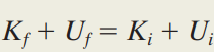 K_f + U_f = K_i + U_i